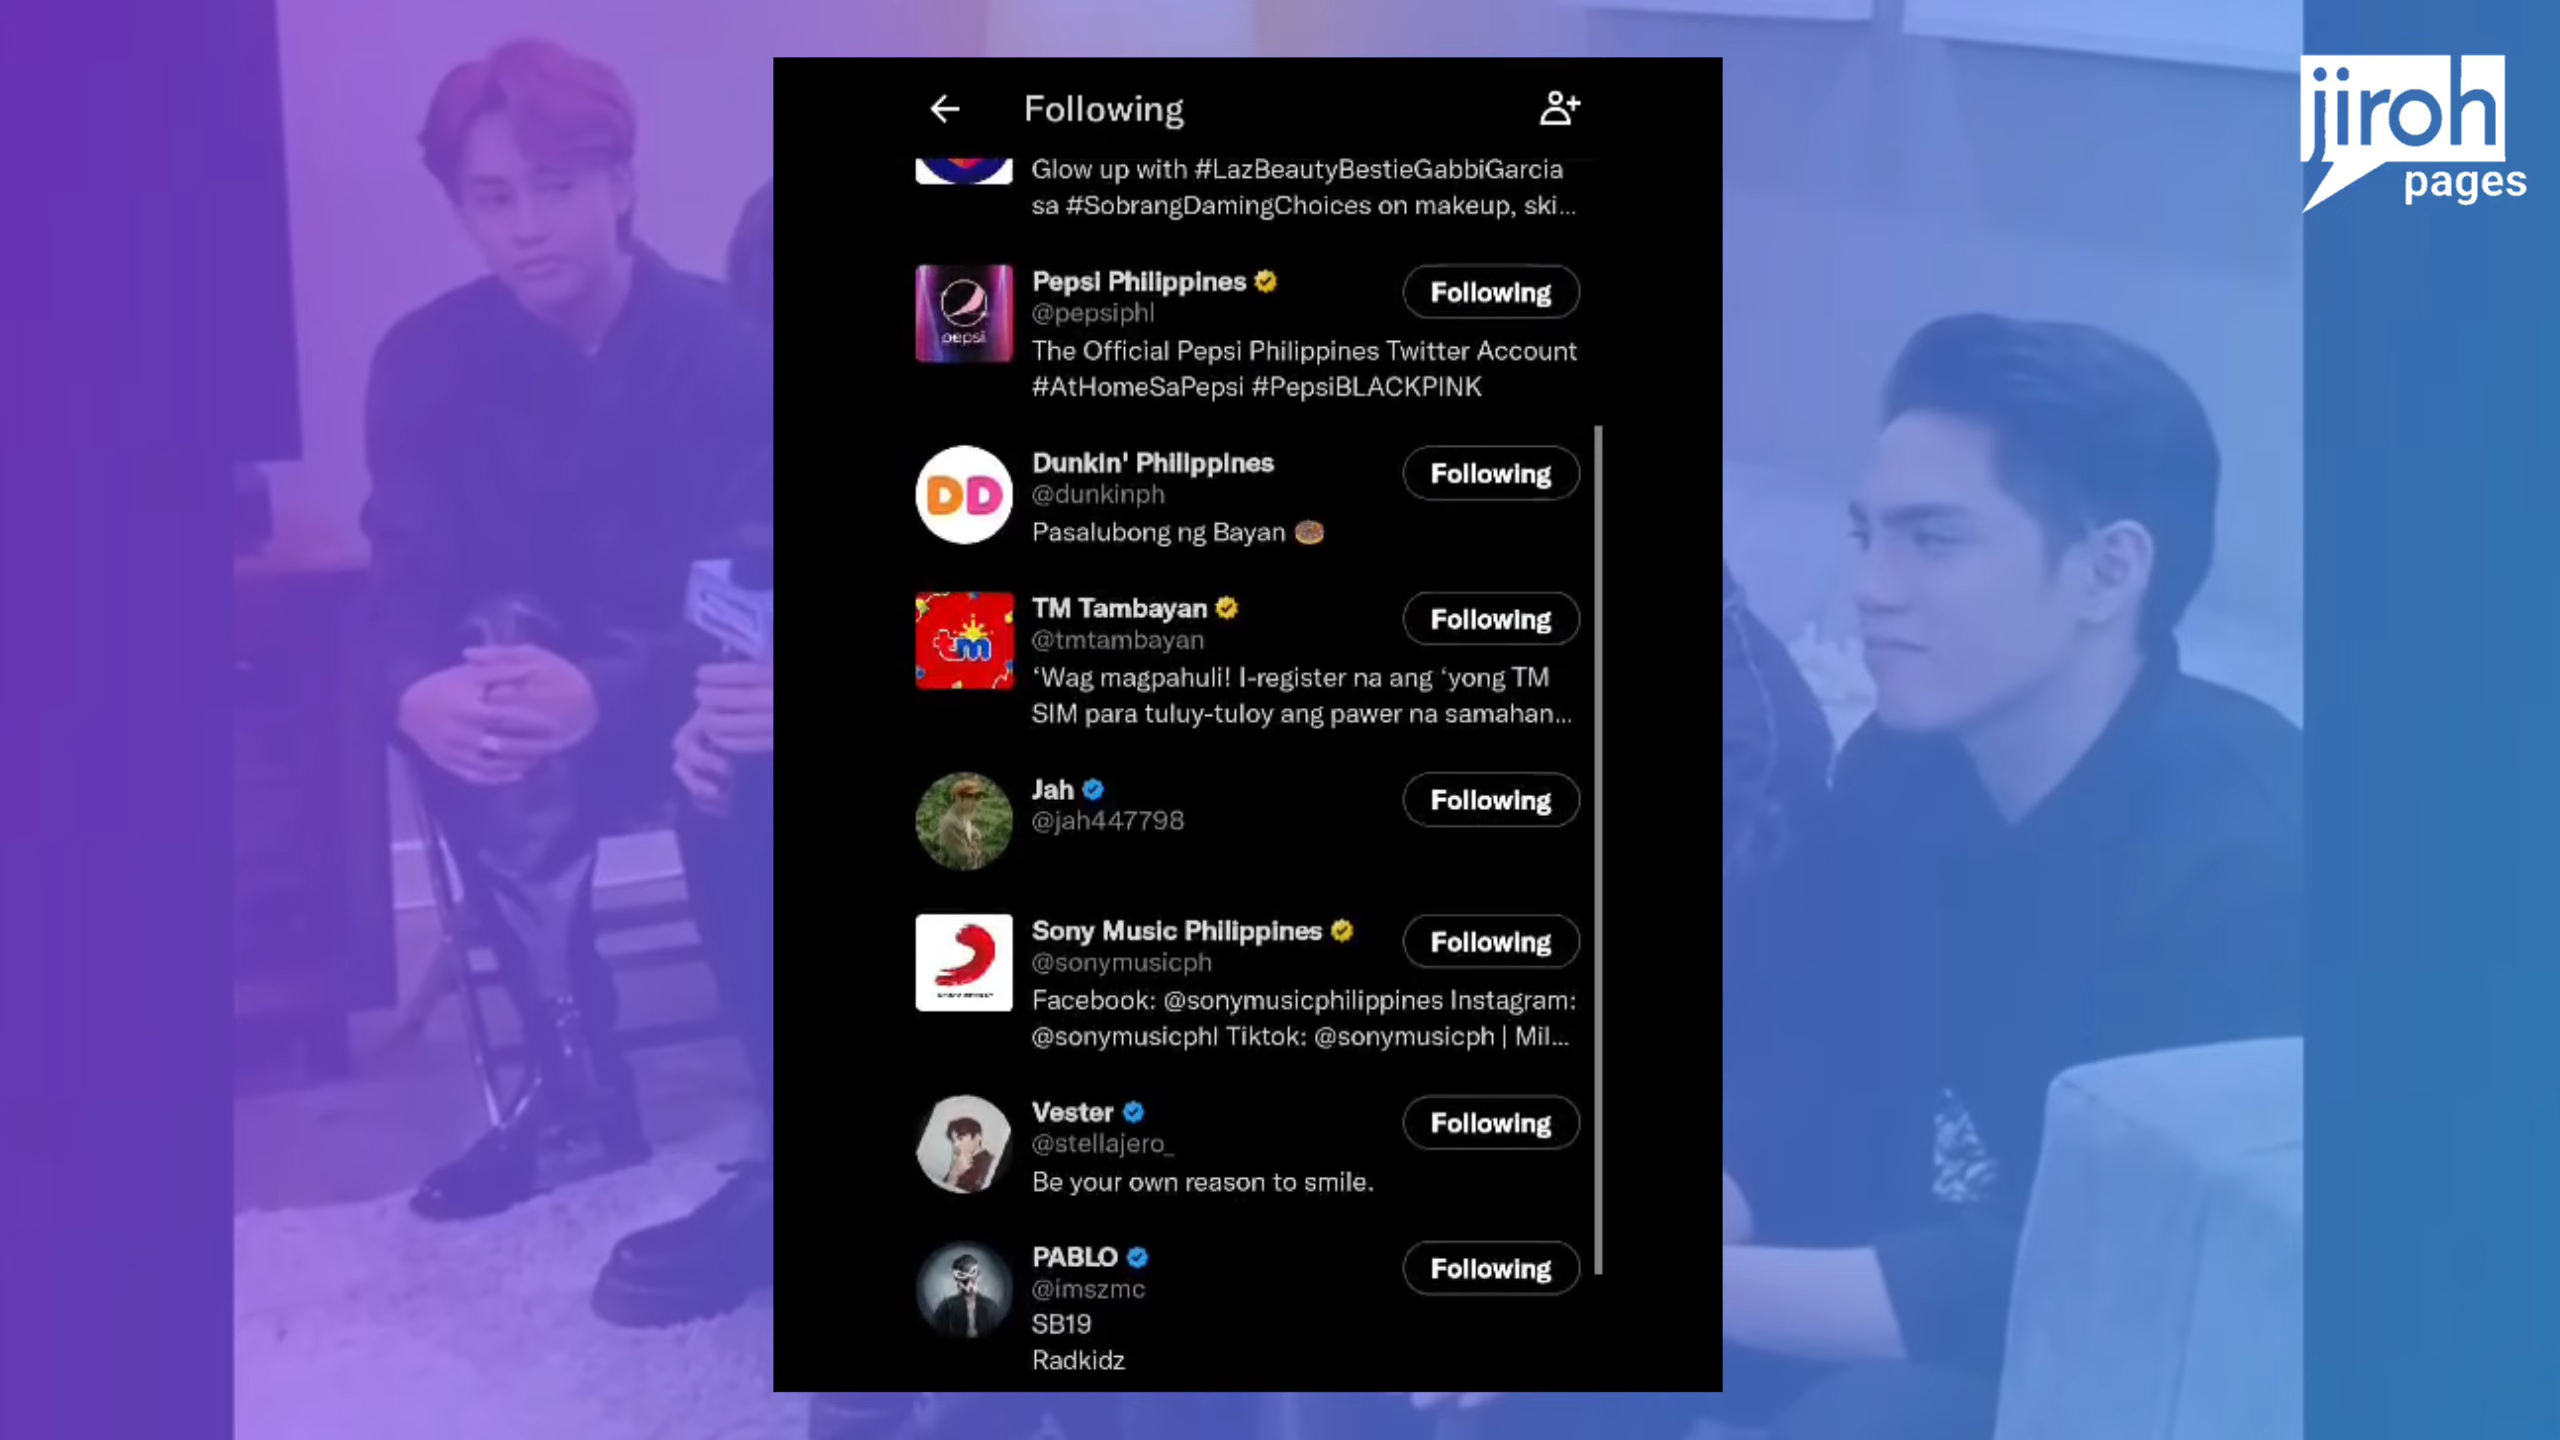 jiroh
pages
Following
Glow up with #LazBeautyBestieGabbiGarcia
sa #SobrangDamingChoices on makeup, ski...
pepsi
Pepsi Philippines
Following
@pepsiphl
The Official Pepsi Philippines Twitter Account
#AtHomeSaPepsi #PepsiBLACKPINK
DD
Dunkin' Philippines
Following
@dunkinph
Pasalubong ng Bayan 🍩
tm
TM Tambayan
Following
@tmtambayan
‘Wag magpahuli! I-register na ang ‘yong TM
SIM para tuluy-tuloy ang pawer na samahan...
Jah
Following
@jah447798
Sony Music Philippines
Following
@sonymusicph
Facebook: @sonymusicphilippines Instagram:
@sonymusicphl Tiktok: @sonymusicph | Mil...
Vester
Following
@stellajero_
Be your own reason to smile.
PABLO
Following
@imszmc
SB19
Radkidz